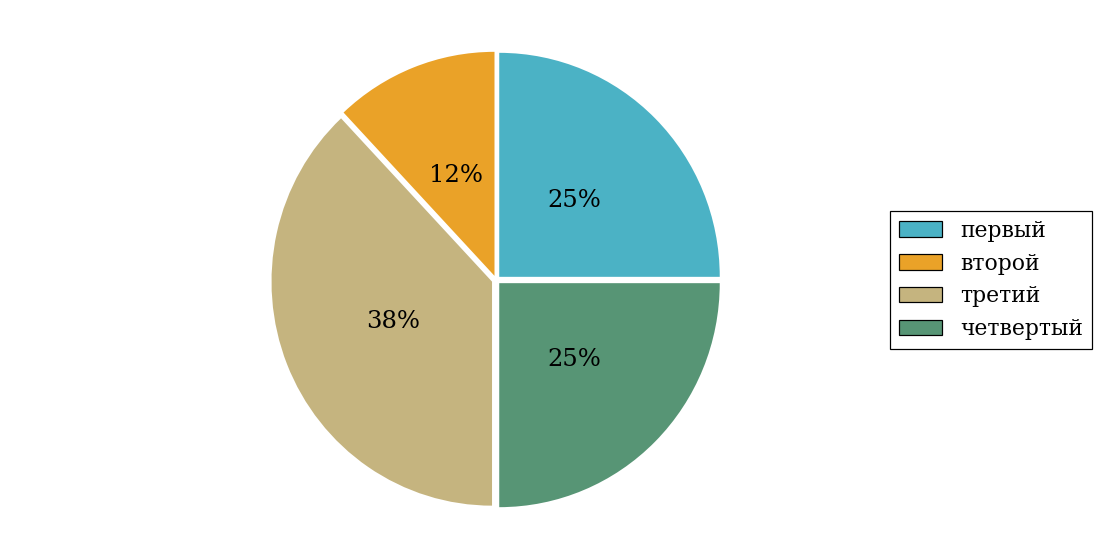 12%
25%
38%
25%
первый
второй
третий
четвертый